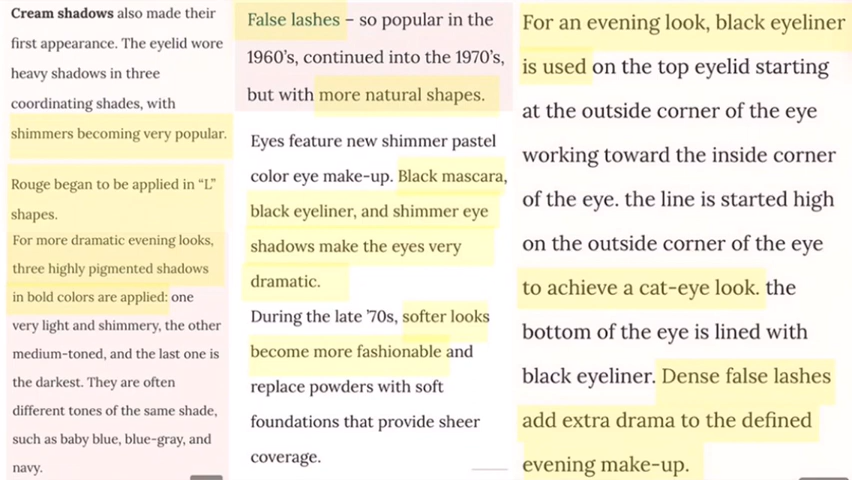 Cream shadows also made their
first appearance. The eyelid wore
heavy shadows in three
coordinating shades, with
shimmers becoming very popular.
Rouge began to be applied in “L”
shapes.
For more dramatic evening looks,
three highly pigmented shadows
in bold colors are applied: one
very light and shimmery, the other
medium-toned, and the last one is
the darkest. They are often
different tones of the same shade,
such as baby blue, blue-gray, and
navy.
False lashes – so popular in the
1960’s, continued into the 1970’s,
but with more natural shapes.
Eyes feature new shimmer pastel
color eye make-up. Black mascara,
black eyeliner, and shimmer eye
shadows make the eyes very
dramatic.
During the late ’70s, softer looks
become more fashionable and
replace powders with soft
foundations that provide sheer
coverage.
For an evening look, black eyeliner
is used on the top eyelid starting
at the outside corner of the eye
working toward the inside corner
of the eye. the line is started high
on the outside corner of the eye
to achieve a cat-eye look. the
bottom of the eye is lined with
black eyeliner. Dense false lashes
add extra drama to the defined
evening make-up.